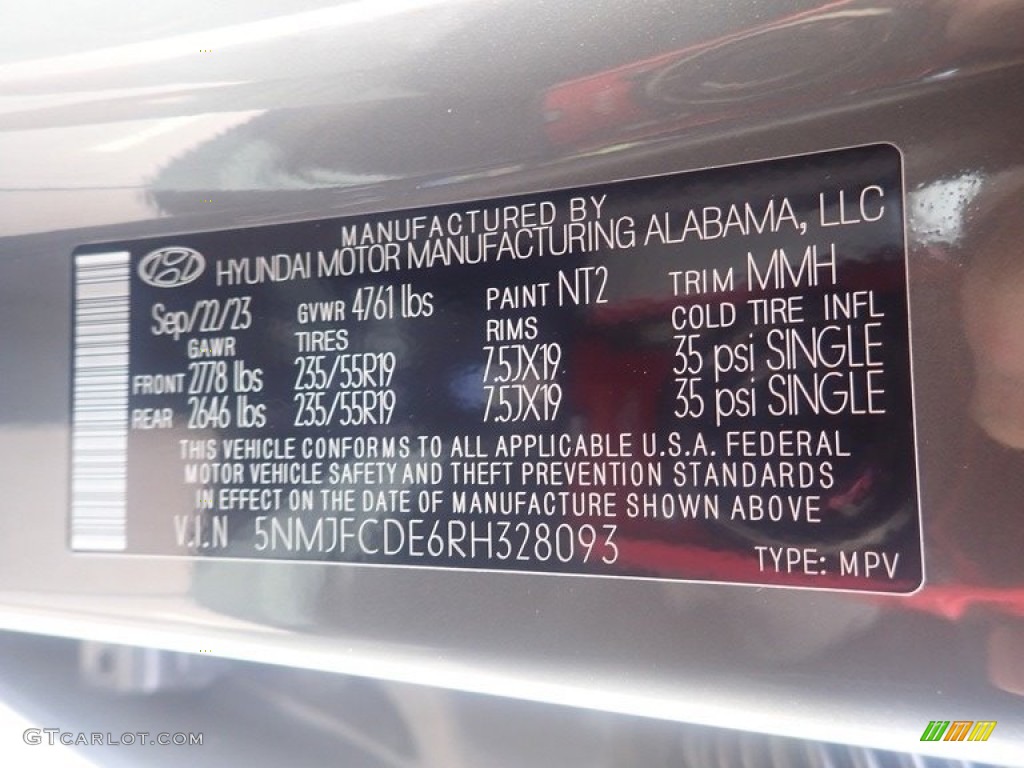 MANUFACTURED BY
HYUNDAI MOTOR MANUFACTURING ALABAMA, LLC
Sep/22/23 GVWR 4761 lbs PAINT NT2 TRIM MMH
GAWR TIRES RIMS COLD TIRE INFL
FRONT 2778 lbs 235/55R19 7.5JX19 35 psi SINGLE
REAR 2646 lbs 235/55R19 7.5JX19 35 psi SINGLE
THIS VEHICLE CONFORMS TO ALL APPLICABLE U.S.A. FEDERAL
MOTOR VEHICLE SAFETY AND THEFT PREVENTION STANDARDS
IN EFFECT ON THE DATE OF MANUFACTURE SHOWN ABOVE
V.I.N 5NMJFCDE6RH328093
TYPE: MPV
GTCARLOT.COM